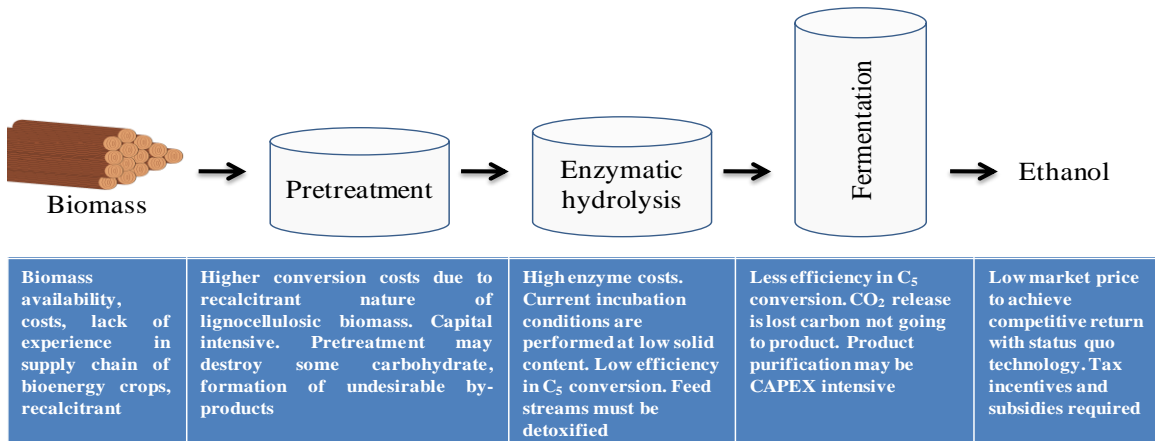 Biomass
Pretreatment
Enzymatic
hydrolysis
Fermentation
Ethanol
Biomass
availability,
costs, lack of
experience in
supply chain of
bioenergy crops,
recalcitrant
Higher conversion costs due to
recalcitrant nature of
lignocellulosic biomass. Capital
intensive. Pretreatment may
destroy some carbohydrate,
formation of undesirable by-
products
High enzyme costs.
Current incubation
conditions are
performed at low solid
content. Low efficiency
in C₅ conversion. Feed
streams must be
detoxified
Less efficiency in C₅
conversion. CO₂ release
is lost carbon not going
to product. Product
purification may be
CAPEX intensive
Low market price
to achieve
competitive return
with status quo
technology. Tax
incentives and
subsidies required